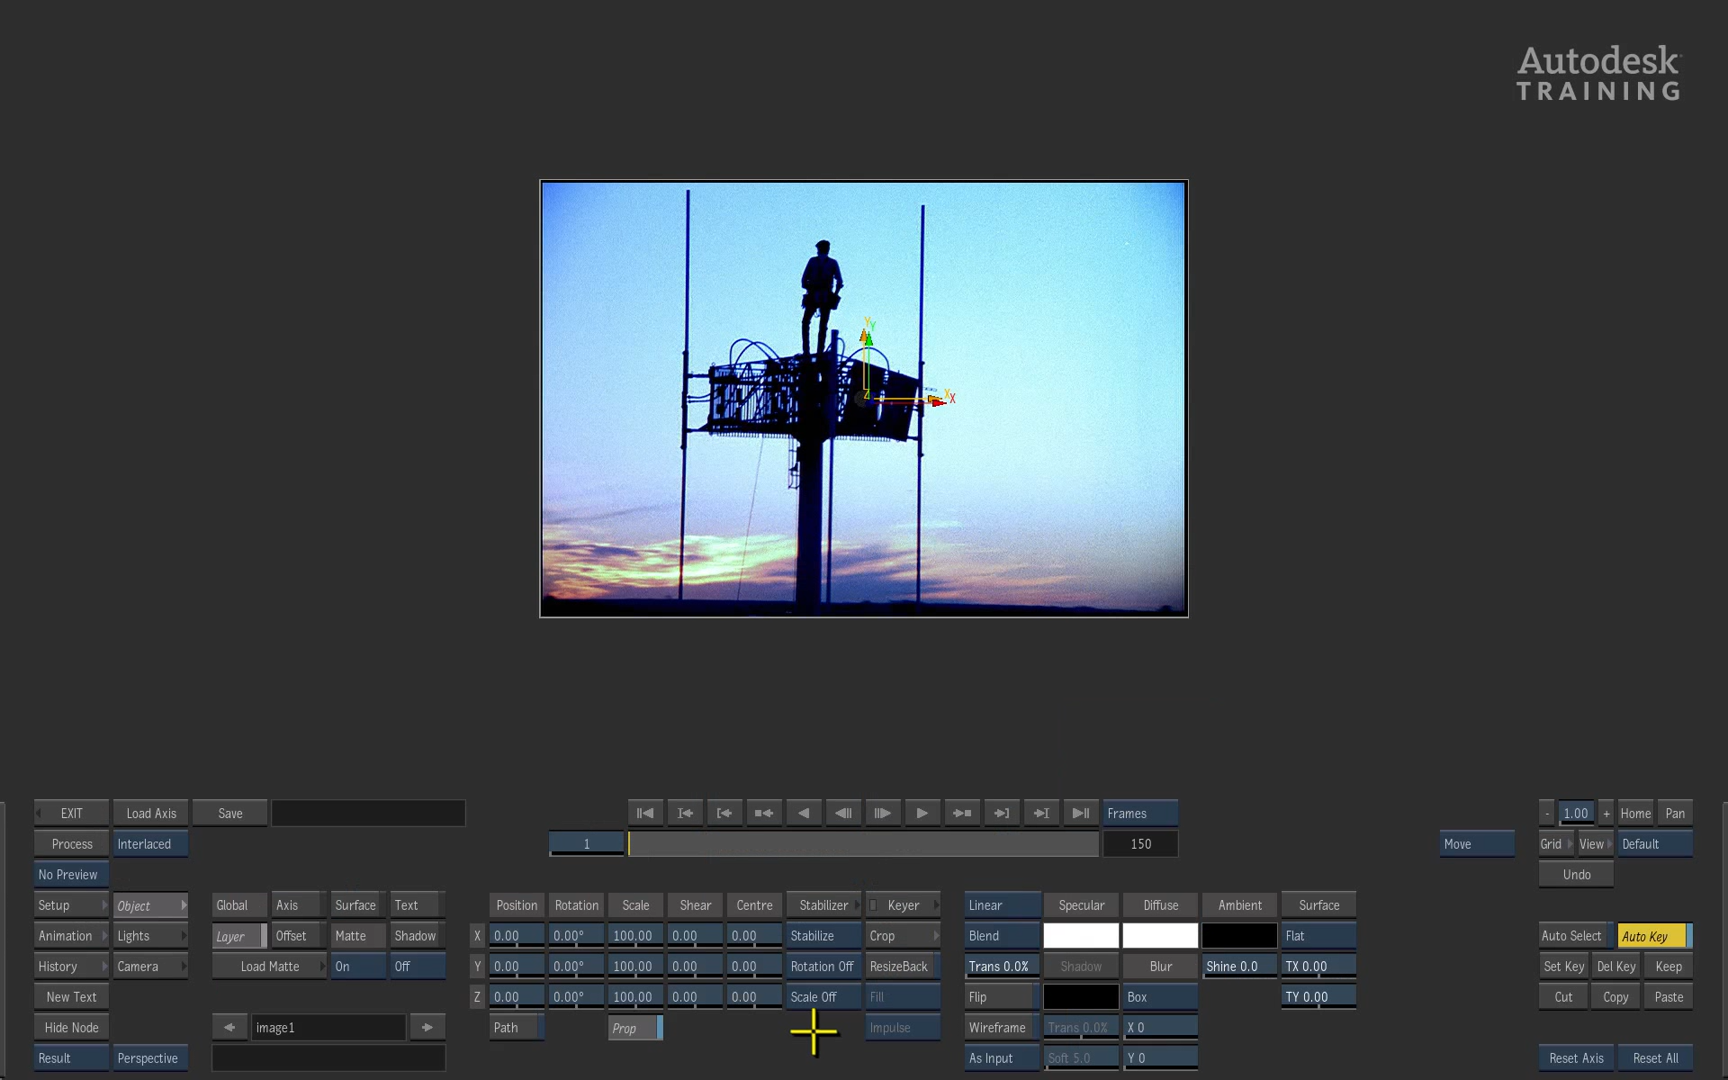 Autodesk
TRAINING
Y
Y
Z
X
X
EXIT
Load Axis
Save
Frames
- 1.00 + Home Pan
Process
Interlaced
1
150
Move
Grid
View
Default
No Preview
Undo
Setup
Object
Global
Axis
Surface
Text
Position
Rotation
Scale
Shear
Centre
Stabilizer
Keyer
Linear
Specular
Diffuse
Ambient
Surface
Animation
Lights
Layer
Offset
Matte
Shadow
X
0.00
0.00°
100.00
0.00
0.00
Stabilize
Crop
Blend
Flat
Auto Select
Auto Key
History
Camera
Load Matte
On
Off
Y
0.00
0.00°
100.00
0.00
0.00
Rotation Off
ResizeBack
Trans 0.0%
Shadow
Blur
Shine 0.0
TX 0.00
Set Key
Del Key
Keep
New Text
Z
0.00
0.00°
100.00
0.00
0.00
Scale Off
Fill
Flip
Box
TY 0.00
Cut
Copy
Paste
Hide Node
image1
Path
Prop
Impulse
Wireframe
Trans 0.0%
X 0
Result
Perspective
As Input
Soft 5.0
Y 0
Reset Axis
Reset All